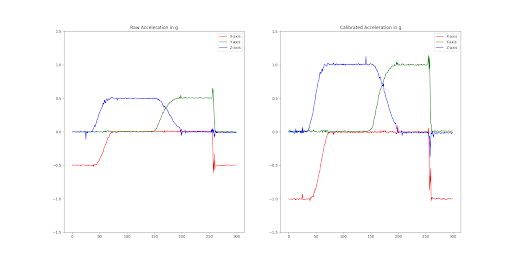 Raw Acceleration in g
1.5
1.0
0.5
0.0
−0.5
−1.0
−1.5
0 50 100 150 200 250 300
X-axis
Y-axis
Z-axis
Calibrated Acceleration in g
1.5
1.0
0.5
0.0
−0.5
−1.0
−1.5
0 50 100 150 200 250 300
X-axis
Y-axis
Z-axis